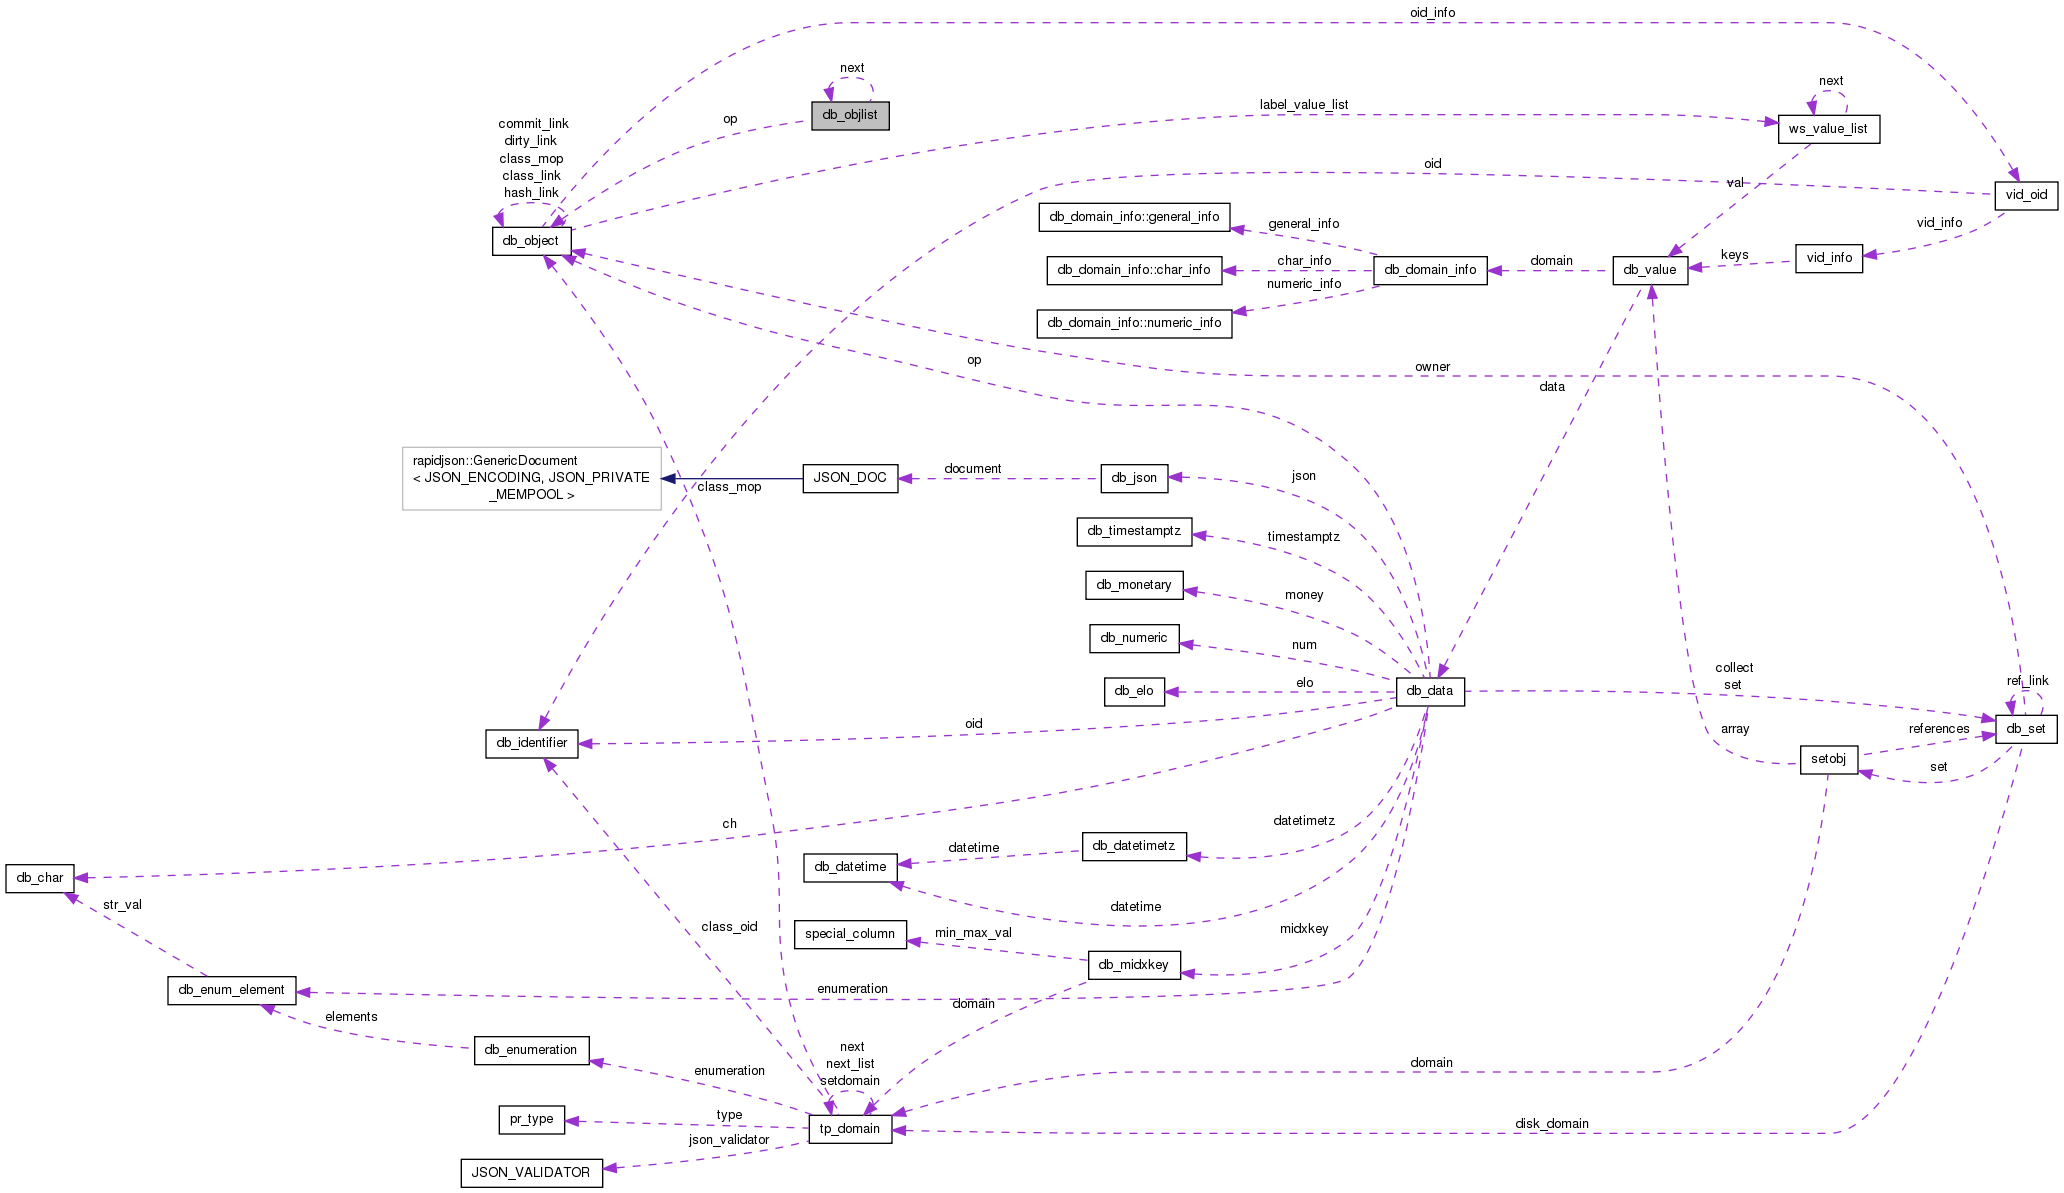 oid_info
next
db_objlist
next
label_value_list
op
commit_link
dirty_link
class_mop
class_link
hash_link
ws_value_list
oid
val
vid_oid
db_domain_info::general_info
general_info
vid_info
db_object
db_domain_info::char_info
char_info
db_domain_info
domain
db_value
keys
vid_info
numeric_info
db_domain_info::numeric_info
op
owner
data
rapidjson::GenericDocument
< JSON_ENCODING, JSON_PRIVATE
_MEMPOOL >
class_mop
JSON_DOC
document
db_json
json
db_timestamptz
timestamptz
db_monetary
money
db_numeric
num
db_elo
elo
db_data
collect
set
ref_link
db_identifier
oid
array
references
db_set
setobj
set
ch
datetimetz
db_datetimetz
datetime
db_datetime
db_char
str_val
datetime
class_oid
special_column
min_max_val
midxkey
db_midxkey
db_enum_element
enumeration
domain
elements
db_enumeration
next
next_list
setdomain
enumeration
domain
pr_type
type
tp_domain
disk_domain
json_validator
JSON_VALIDATOR